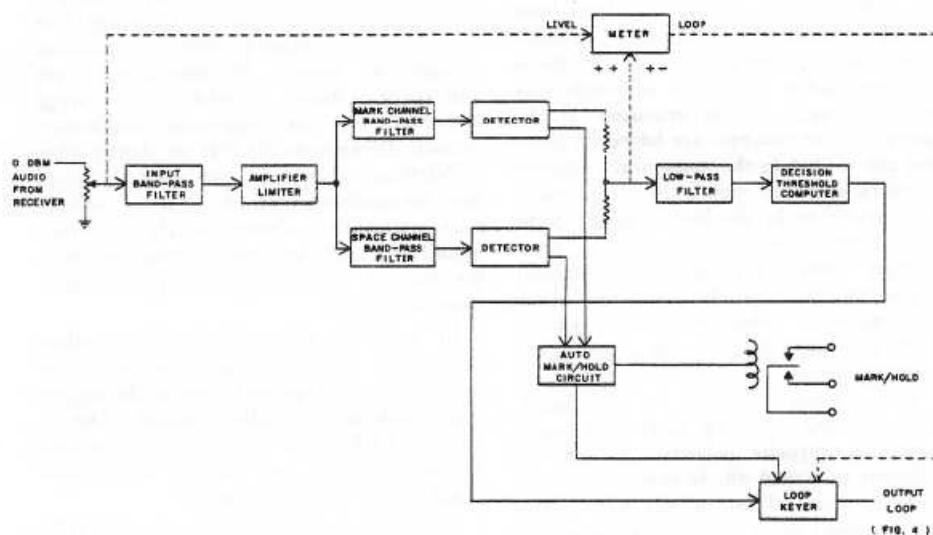 LEVEL
METER
LOOP
++
+-
MARK CHANNEL
BAND-PASS
FILTER
DETECTOR
0 DBM
AUDIO
FROM
RECEIVER
INPUT
BAND-PASS
FILTER
AMPLIFIER
LIMITER
LOW-PASS
FILTER
DECISION
THRESHOLD
COMPUTER
SPACE CHANNEL
BAND-PASS
FILTER
DETECTOR
AUTO
MARK/HOLD
CIRCUIT
MARK/HOLD
LOOP
KEYER
OUTPUT
LOOP
( FIG. 4 )